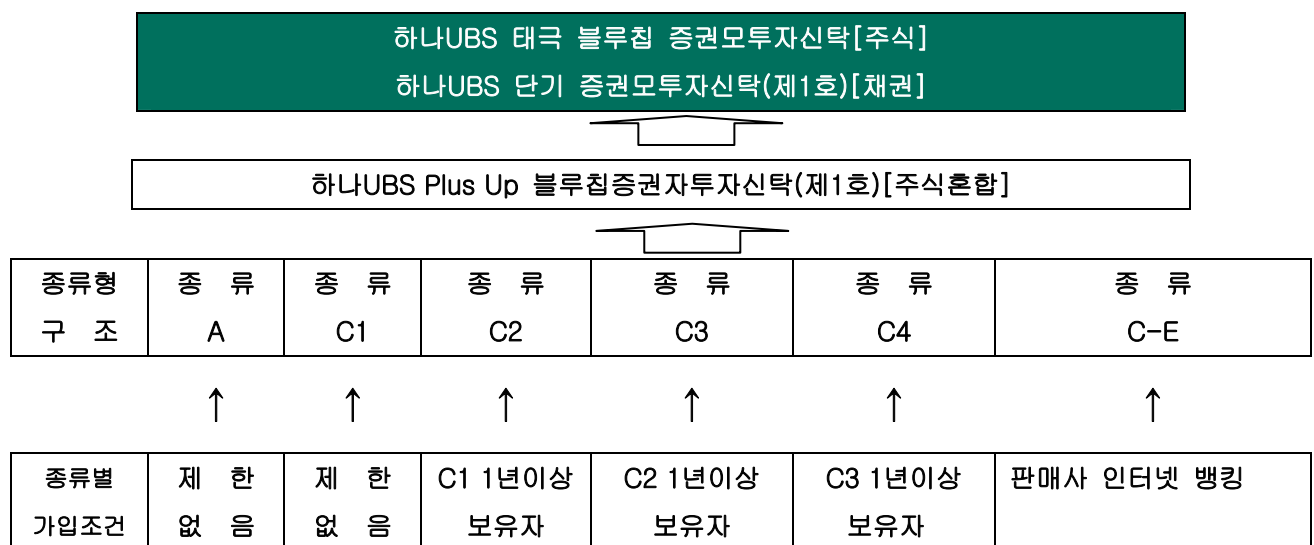 하나UBS 태극 블루칩 증권모투자신탁[주식]
하나UBS 단기 증권모투자신탁(제1호)[채권]
하나UBS Plus Up 블루칩증권자투자신탁(제1호)[주식혼합]
종류형 종 류 종 류 종 류 종 류 종 류 종 류
구 조 A C1 C2 C3 C4 C-E
↑ ↑ ↑ ↑ ↑ ↑
종류별 제 한 제 한 C1 1년이상 C2 1년이상 C3 1년이상 판매사 인터넷 뱅킹
가입조건 없 음 없 음 보유자 보유자 보유자